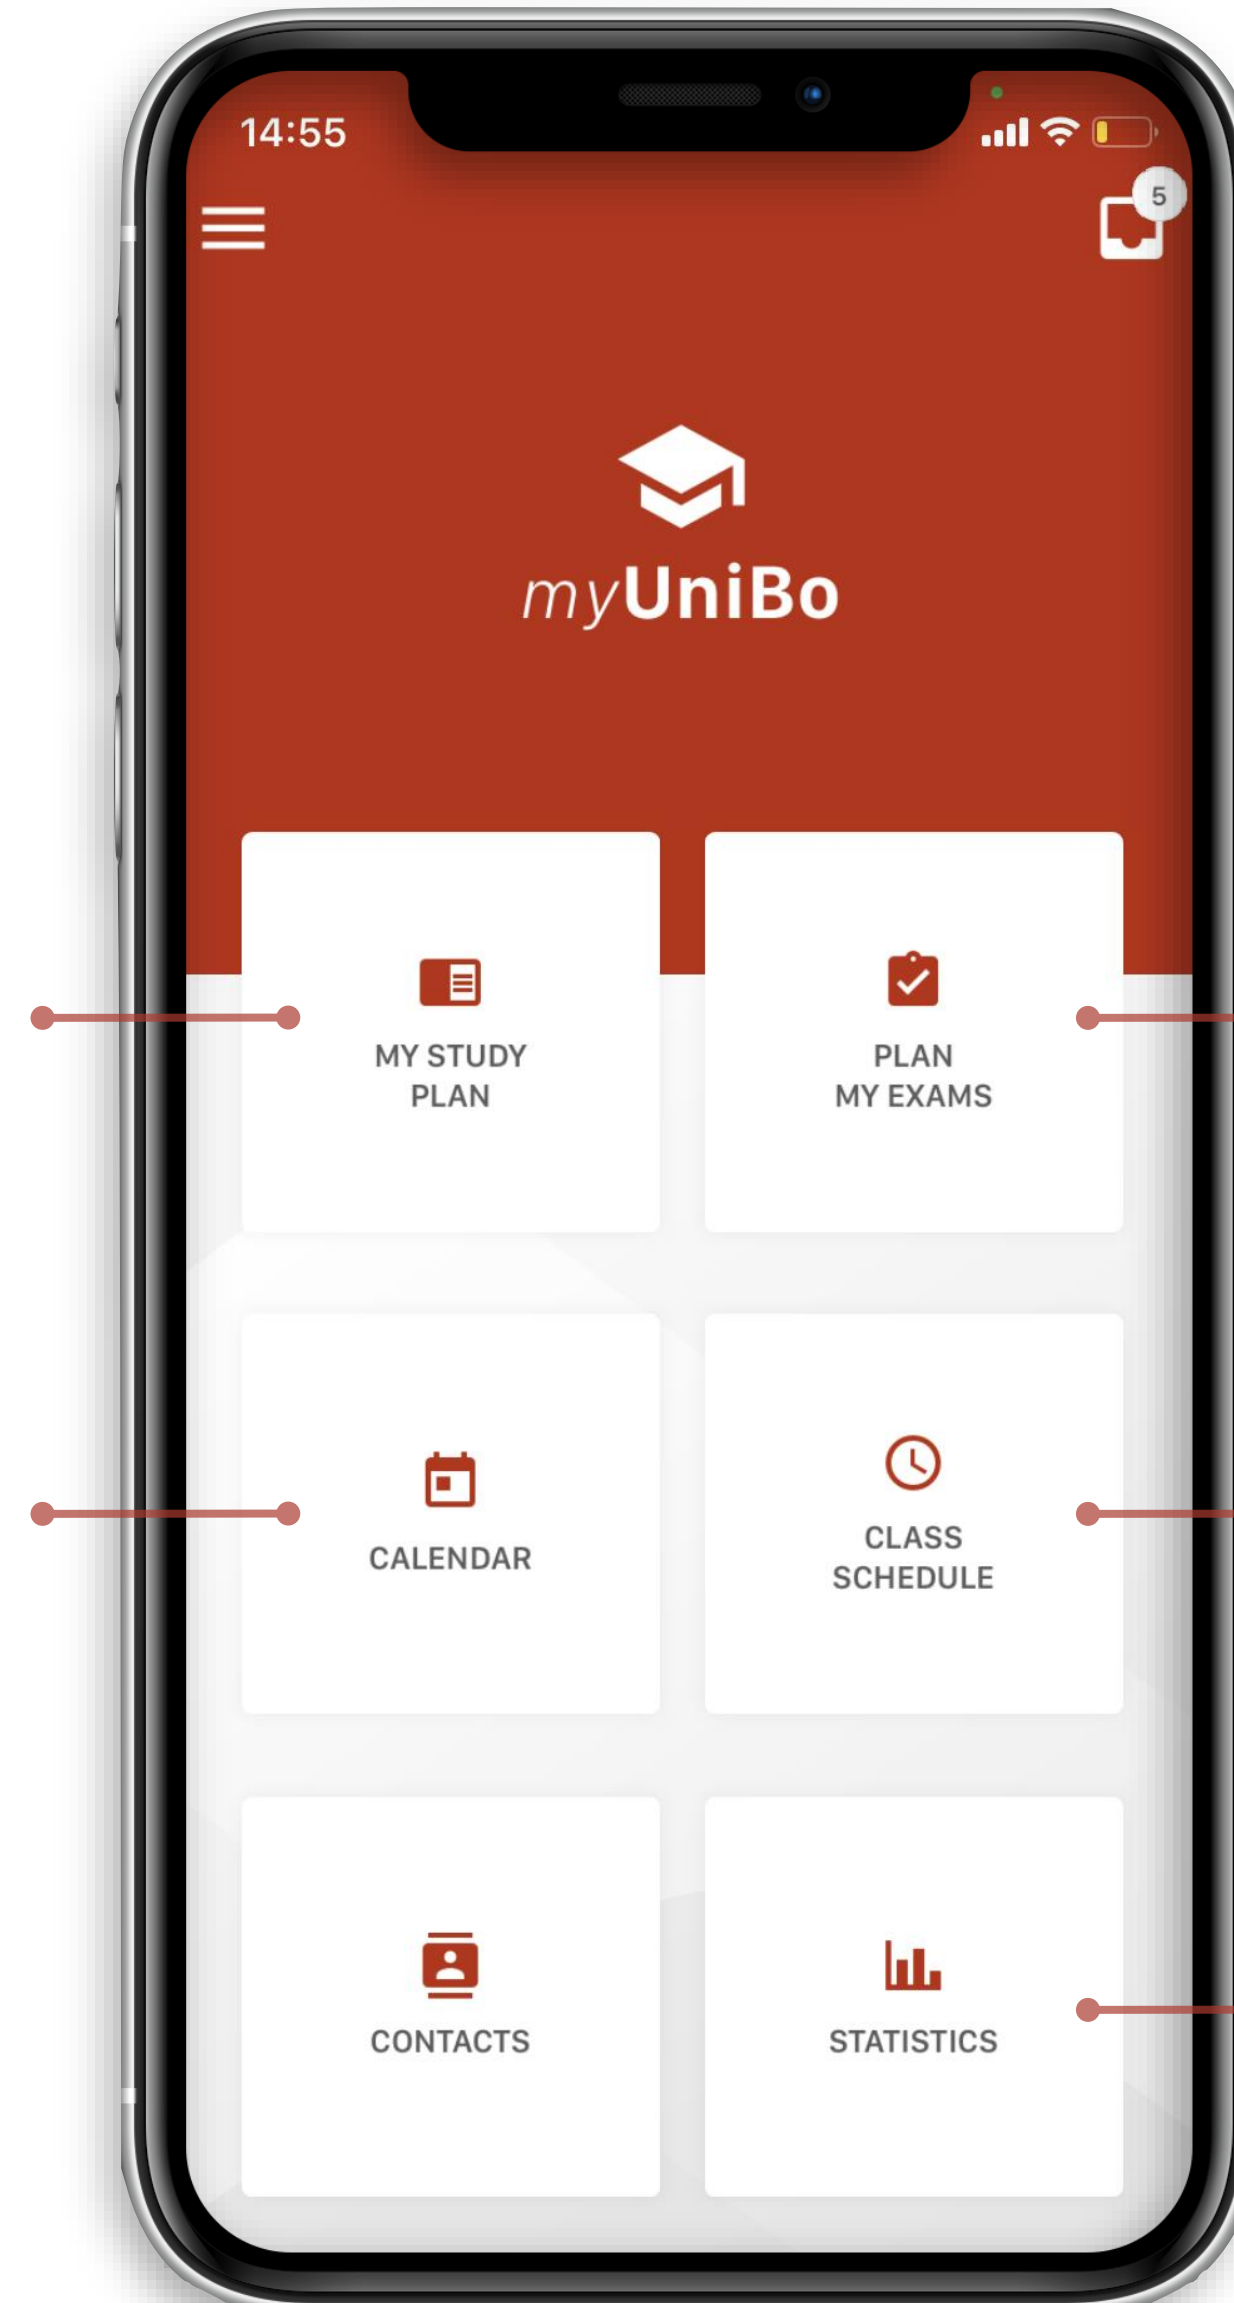 14:55
5
myUniBo
MY STUDY
PLAN
PLAN
MY EXAMS
CALENDAR
CLASS
SCHEDULE
CONTACTS
STATISTICS